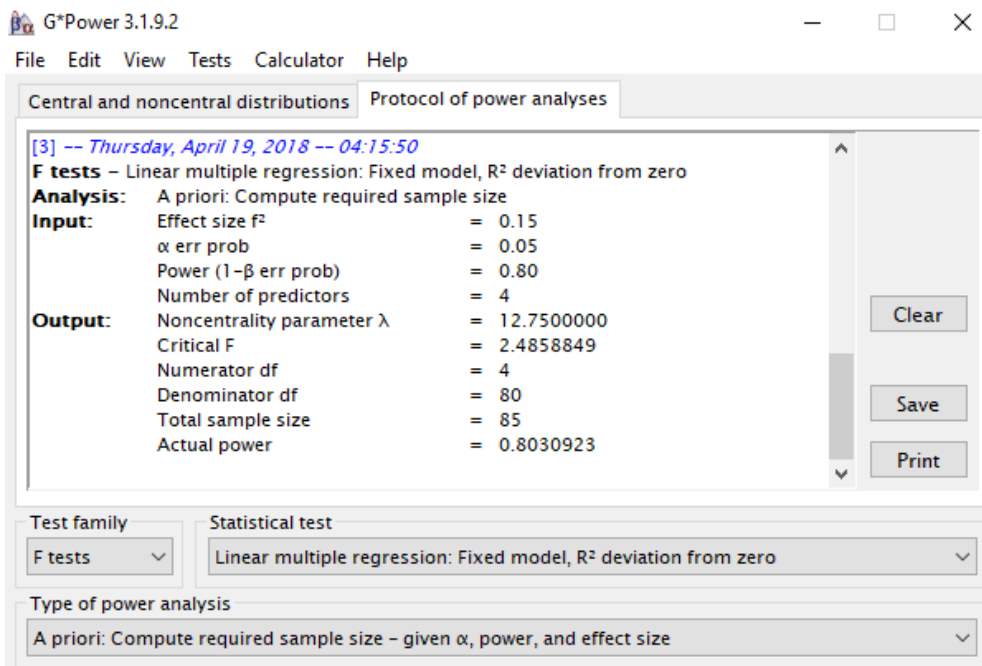 G*Power 3.1.9.2
File Edit View Tests Calculator Help
Central and noncentral distributions Protocol of power analyses
[3] -- Thursday, April 19, 2018 -- 04:15:50
F tests – Linear multiple regression: Fixed model, R² deviation from zero
Analysis: A priori: Compute required sample size
Input: Effect size f² = 0.15
α err prob = 0.05
Power (1-β err prob) = 0.80
Number of predictors = 4
Output: Noncentrality parameter λ = 12.7500000
Critical F = 2.4858849
Numerator df = 4
Denominator df = 80
Total sample size = 85
Actual power = 0.8030923
Clear
Save
Print
Test family Statistical test
F tests Linear multiple regression: Fixed model, R² deviation from zero
Type of power analysis
A priori: Compute required sample size – given α, power, and effect size